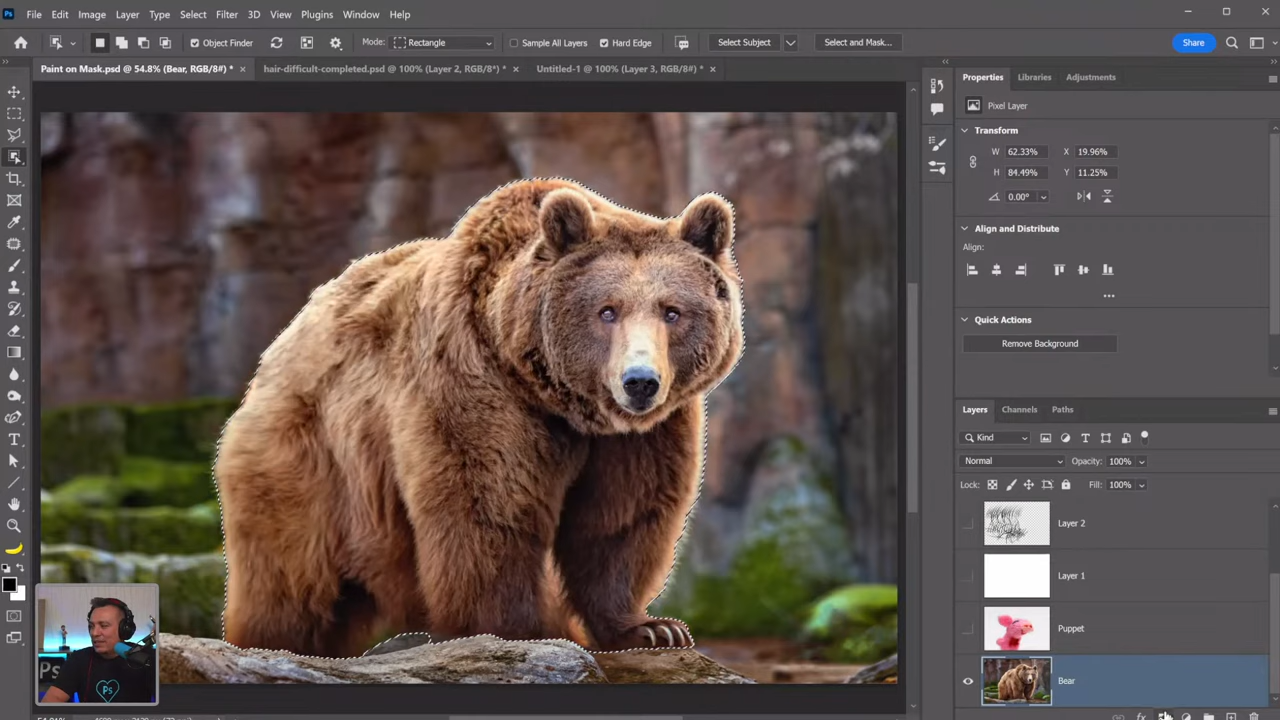 Ps File Edit Image Layer Type Select Filter 3D View Plugins Window Help
Object Finder Mode: Rectangle Sample All Layers Hard Edge Select Subject Select and Mask... Share
Paint on Mask.psd @ 54.8% (Bear, RGB/8#) * × hair-difficult-completed.psd @ 100% (Layer 2, RGB/8*) * × Untitled-1 @ 100% (Layer 3, RGB/8#) * ×
Properties Libraries Adjustments
Pixel Layer
Transform
W 62.33% X 19.96%
H 84.49% Y 11.25%
0.00°
Align and Distribute
Align:
Quick Actions
Remove Background
Layers Channels Paths
Kind
Normal Opacity: 100%
Lock: Fill: 100%
Layer 2
Layer 1
Puppet
Bear
Ps
Ps